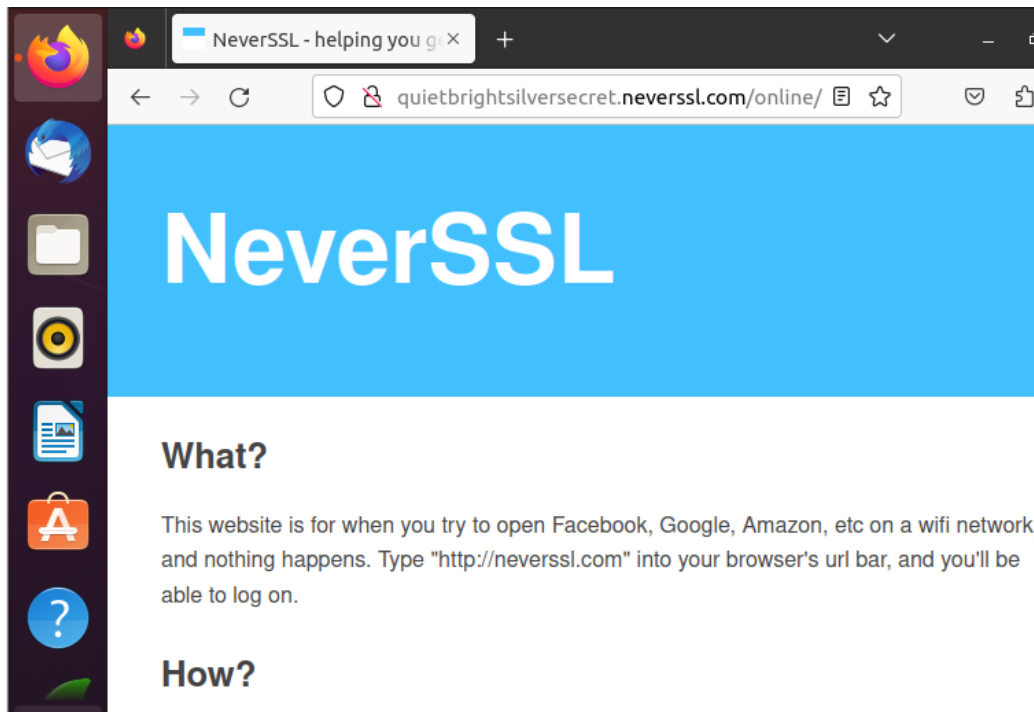 NeverSSL - helping you ge
quietbrightsilversecret.neverssl.com/online/
NeverSSL
What?
This website is for when you try to open Facebook, Google, Amazon, etc on a wifi network
and nothing happens. Type "http://neverssl.com" into your browser's url bar, and you'll be
able to log on.
How?